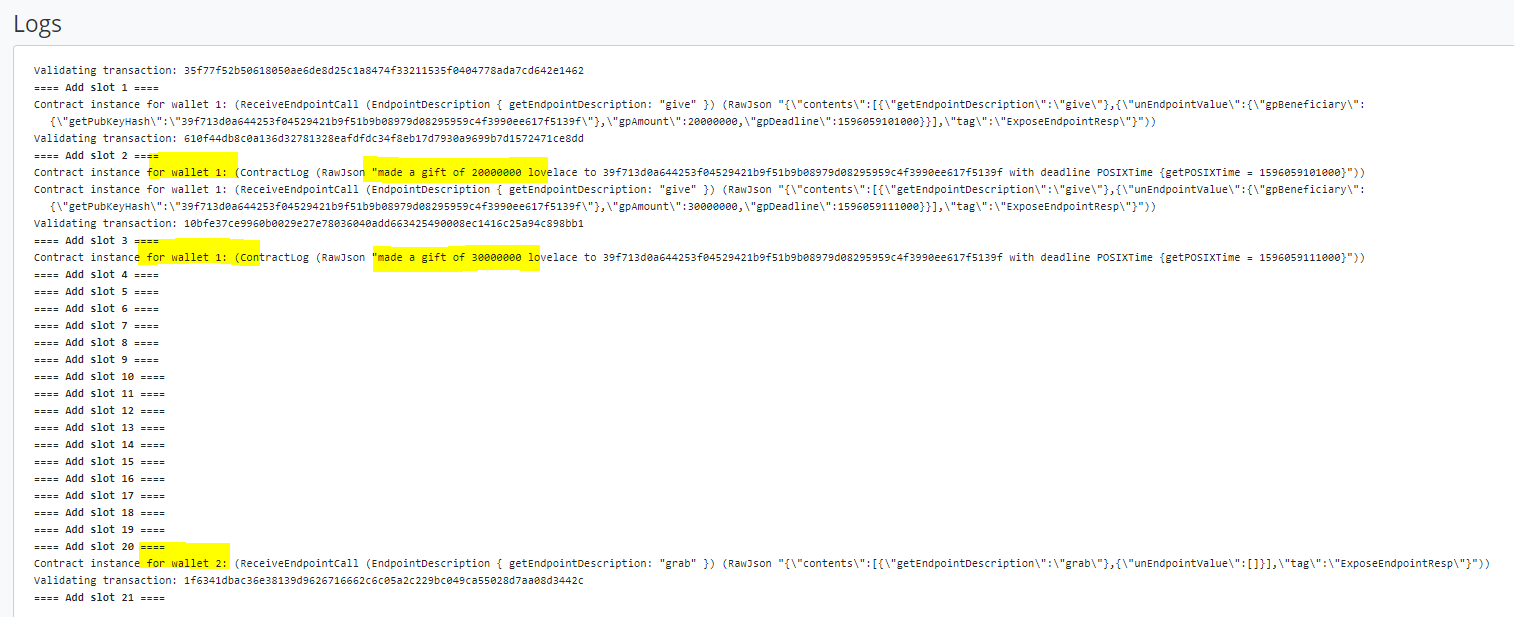 Logs
Validating transaction: 35f77f52b50618050ae6de8d25c1a8474f33211535f0404778ada7cd642e1462
==== Add slot 1 ====
Contract instance for wallet 1: (ReceiveEndpointCall (EndpointDescription { getEndpointDescription: "give" }) (RawJson "{\"contents\":[{\"getEndpointDescription\":\"give\"},{\"unEndpointValue\":{\"gpBeneficiary\":
{\"getPubKeyHash\":\"39f713d0a644253f04529421b9f51b9b08979d08295959c4f3990ee617f5139f\"},\"gpAmount\":20000000,\"gpDeadline\":1596059101000}}],\"tag\":\"ExposeEndpointResp\"}"))
Validating transaction: 610f44db8c0a136d32781328eafdfdc34f8eb17d7930a9699b7d1572471ce8dd
==== Add slot 2 ====
Contract instance for wallet 1: (ContractLog (RawJson "made a gift of 20000000 lovelace to 39f713d0a644253f04529421b9f51b9b08979d08295959c4f3990ee617f5139f with deadline POSIXTime {getPOSIXTime = 1596059101000}"))
Contract instance for wallet 1: (ReceiveEndpointCall (EndpointDescription { getEndpointDescription: "give" }) (RawJson "{\"contents\":[{\"getEndpointDescription\":\"give\"},{\"unEndpointValue\":{\"gpBeneficiary\":
{\"getPubKeyHash\":\"39f713d0a644253f04529421b9f51b9b08979d08295959c4f3990ee617f5139f\"},\"gpAmount\":30000000,\"gpDeadline\":1596059111000}}],\"tag\":\"ExposeEndpointResp\"}"))
Validating transaction: 10bfe37ce9960b0029e27e78036040add663425490008ec1416c25a94c898bb1
==== Add slot 3 ====
Contract instance for wallet 1: (ContractLog (RawJson "made a gift of 30000000 lovelace to 39f713d0a644253f04529421b9f51b9b08979d08295959c4f3990ee617f5139f with deadline POSIXTime {getPOSIXTime = 1596059111000}"))
==== Add slot 4 ====
==== Add slot 5 ====
==== Add slot 6 ====
==== Add slot 7 ====
==== Add slot 8 ====
==== Add slot 9 ====
==== Add slot 10 ====
==== Add slot 11 ====
==== Add slot 12 ====
==== Add slot 13 ====
==== Add slot 14 ====
==== Add slot 15 ====
==== Add slot 16 ====
==== Add slot 17 ====
==== Add slot 18 ====
==== Add slot 19 ====
==== Add slot 20 ====
Contract instance for wallet 2: (ReceiveEndpointCall (EndpointDescription { getEndpointDescription: "grab" }) (RawJson "{\"contents\":[{\"getEndpointDescription\":\"grab\"},{\"unEndpointValue\":[]}],\"tag\":\"ExposeEndpointResp\"}"))
Validating transaction: 1f6341dbac36e38139d9626716662c6c05a2c229bc049ca55028d7aa08d3442c
==== Add slot 21 ====